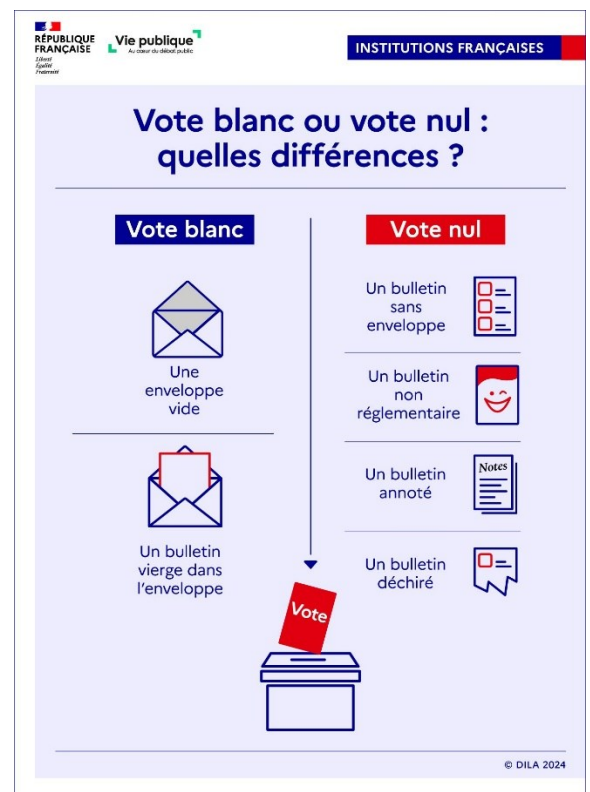 RÉPUBLIQUE
FRANÇAISE
Liberté
Égalité
Fraternité
Vie publique
Au cœur du débat public
INSTITUTIONS FRANÇAISES
Vote blanc ou vote nul :
quelles différences ?
Vote blanc
Une
enveloppe
vide
Un bulletin
vierge dans
l'enveloppe
Vote nul
Un bulletin
sans
enveloppe
Un bulletin
non
réglementaire
Un bulletin
annoté
Notes
Un bulletin
déchiré
Vote
© DILA 2024